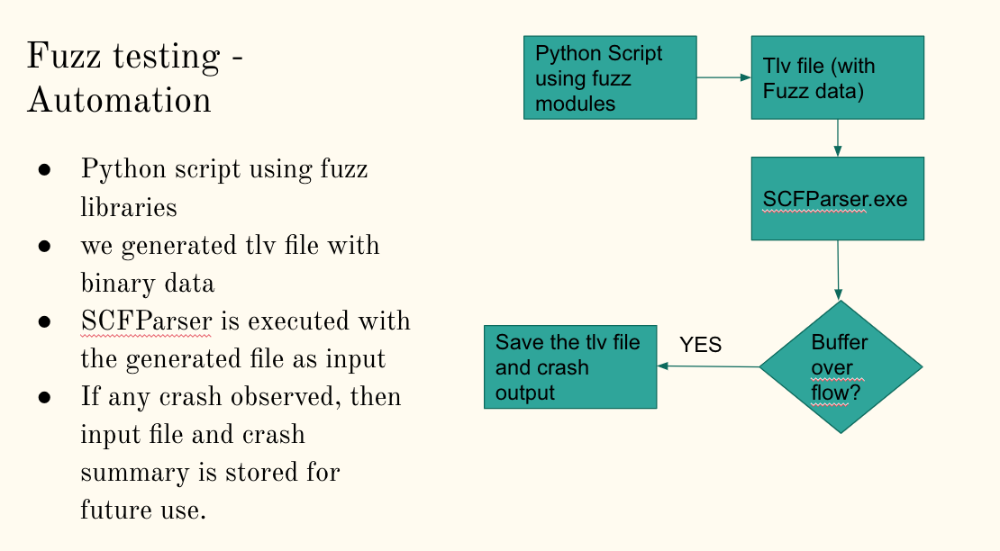 Fuzz testing -
Automation
● Python script using fuzz
libraries
● we generated tlv file with
binary data
● SCFParser is executed with
the generated file as input
● If any crash observed, then
input file and crash
summary is stored for
future use.
Python Script
using fuzz
modules
Tlv file (with
Fuzz data)
SCFParser.exe
Buffer
over
flow?
YES
Save the tlv file
and crash
output